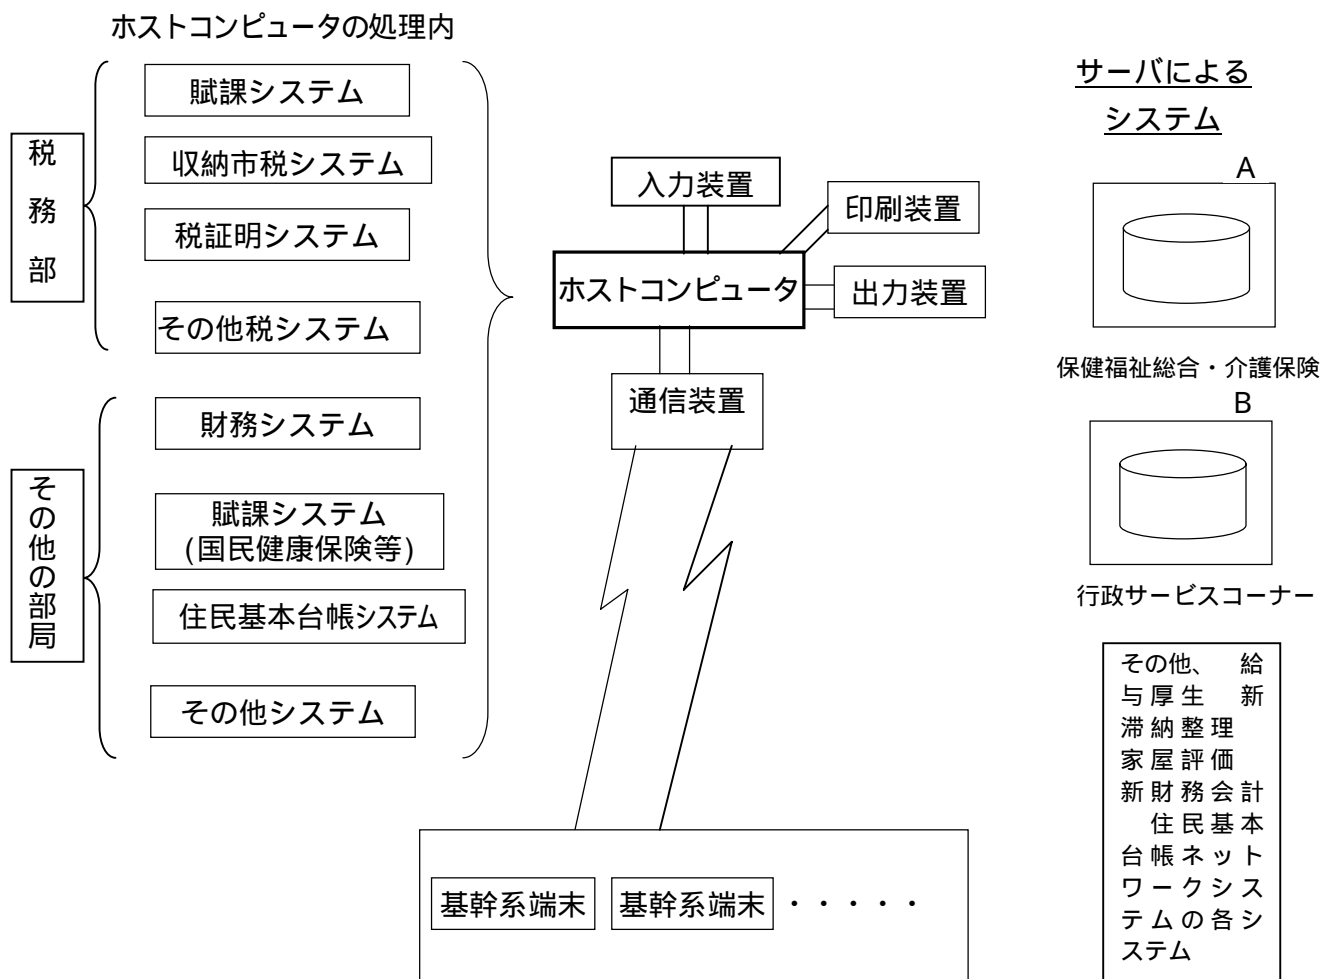 ホストコンピュータの処理内
税務部
賦課システム
収納市税システム
税証明システム
その他税システム
その他の部局
財務システム
賦課システム
(国民健康保険等)
住民基本台帳システム
その他システム
入力装置
印刷装置
ホストコンピュータ
出力装置
通信装置
基幹系端末
基幹系端末
・・・・・
サーバによる
システム
A
保健福祉総合・介護保険
B
行政サービスコーナー
その他、 給
与厚生 新
滞納整理
家屋評価
新財務会計
住民基本
台帳ネット
ワークシス
テムの各シ
ステム